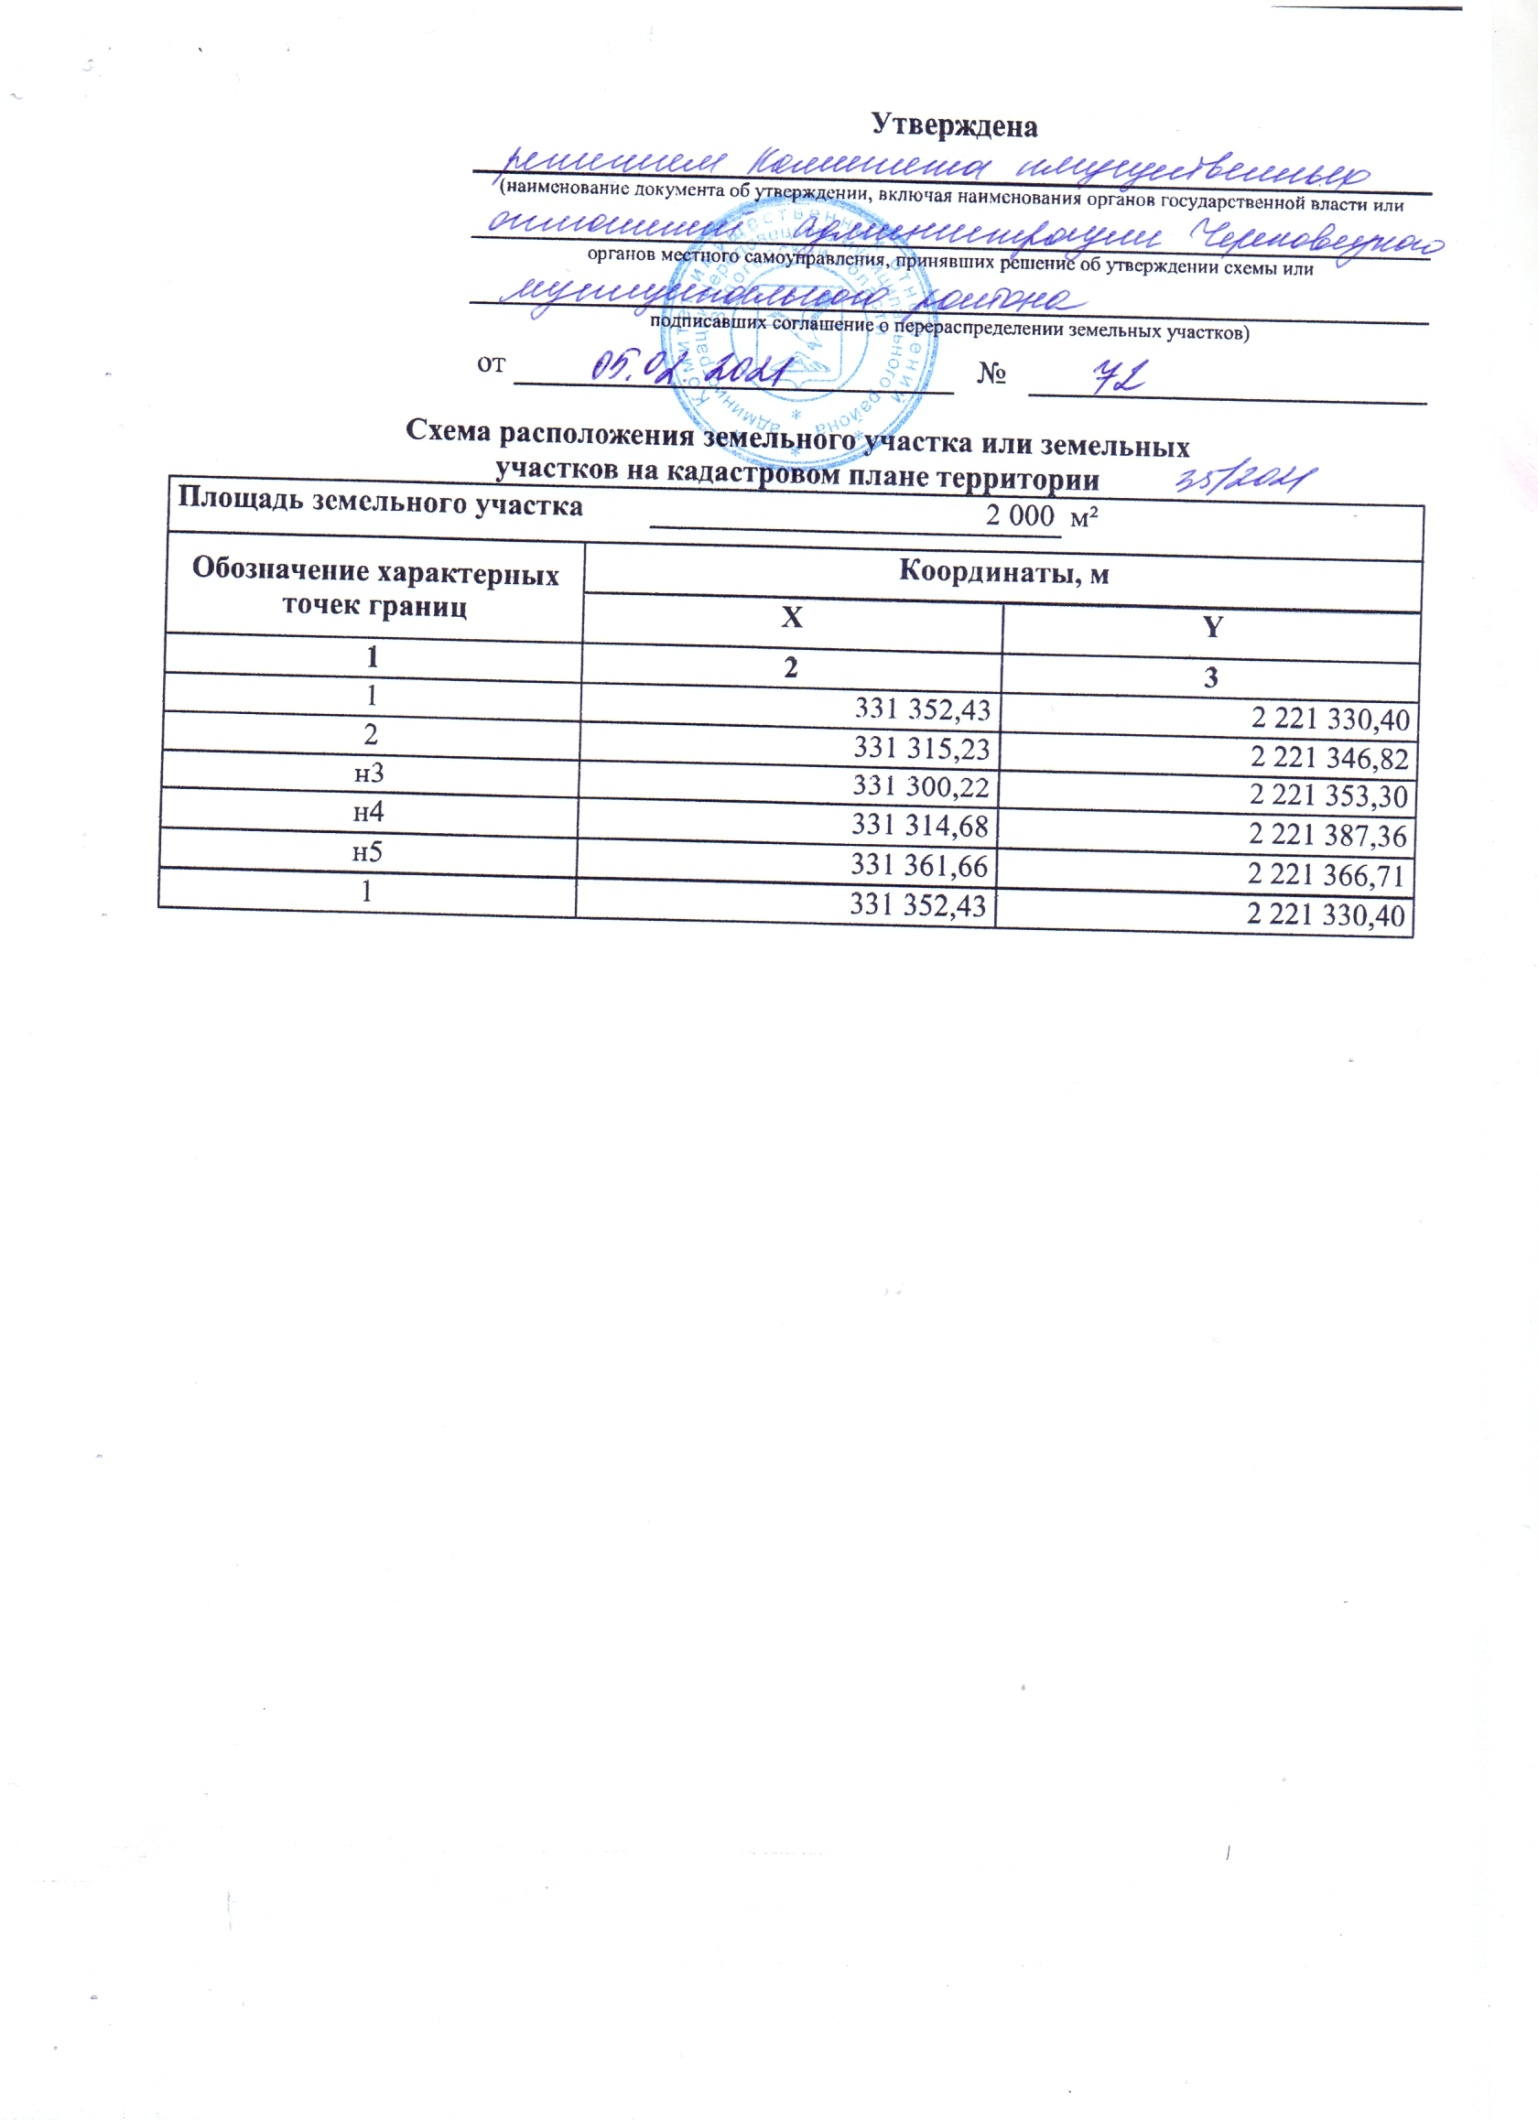 Утверждена
решением Комитета имущественных
(наименование документа об утверждении, включая наименования органов государственной власти или
отношений администрации Череповецкого
органов местного самоуправления, принявших решение об утверждении схемы или
муниципального района
подписавших соглашение о перераспределении земельных участков)
от 05.02 2021 № 72
Схема расположения земельного участка или земельных
участков на кадастровом плане территории 35/2021
Площадь земельного участка 2 000 м²
Обозначение характерных точек границ Координаты, м
X Y
1 2 3
1 331 352,43 2 221 330,40
2 331 315,23 2 221 346,82
н3 331 300,22 2 221 353,30
н4 331 314,68 2 221 387,36
н5 331 361,66 2 221 366,71
1 331 352,43 2 221 330,40